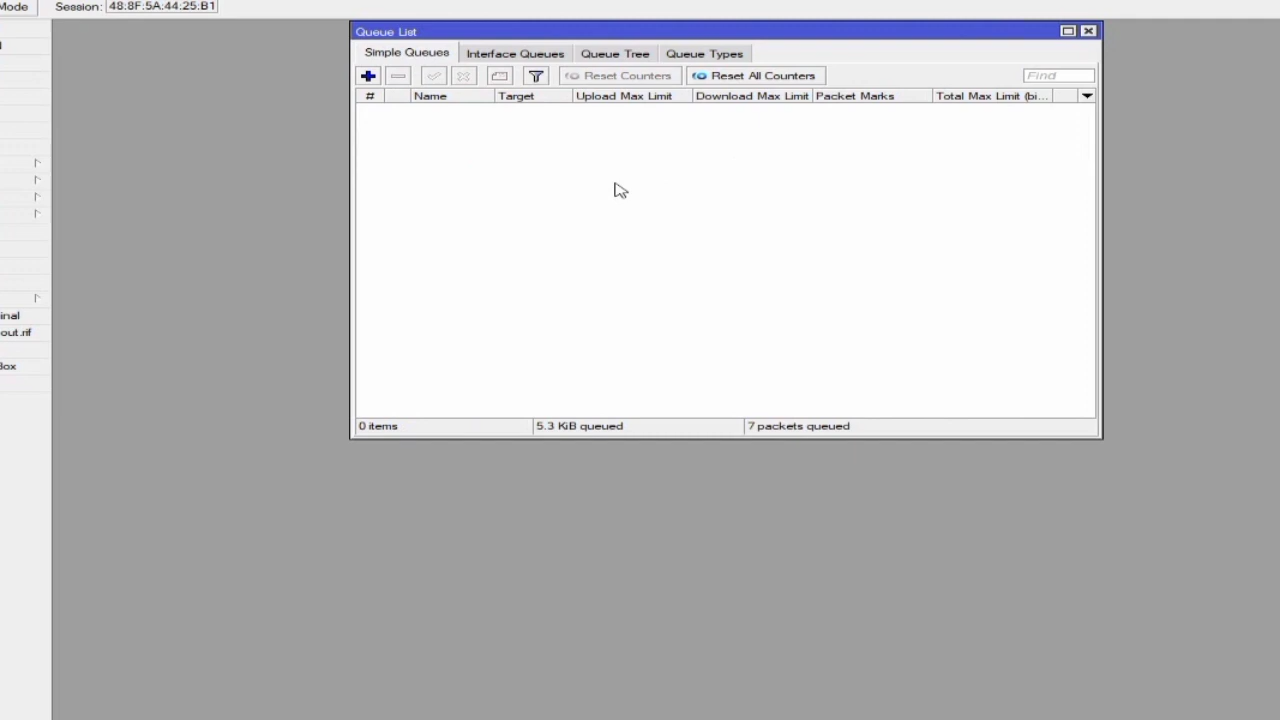 Mode Session: 48:8F:5A:44:25:B1
Queue List
Simple Queues Interface Queues Queue Tree Queue Types
Reset Counters Reset All Counters Find
# Name Target Upload Max Limit Download Max Limit Packet Marks Total Max Limit (bi...
inal
out.rif
Box
0 items 5.3 KiB queued 7 packets queued